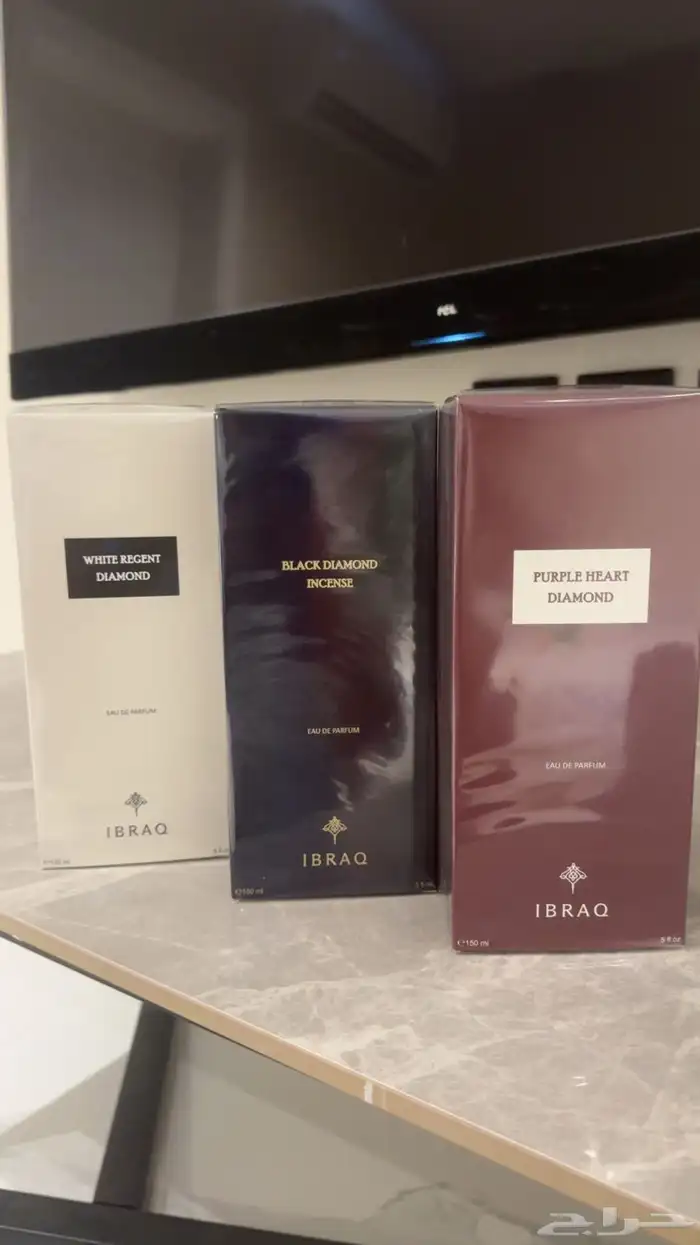 TCL
WHITE REGENT
DIAMOND
EAU DE PARFUM
IBRAQ
BLACK DIAMOND
INCENSE
EAU DE PARFUM
IBRAQ
℮150 ml
PURPLE HEART
DIAMOND
EAU DE PARFUM
IBRAQ
℮150 ml
5 fl oz
حراج